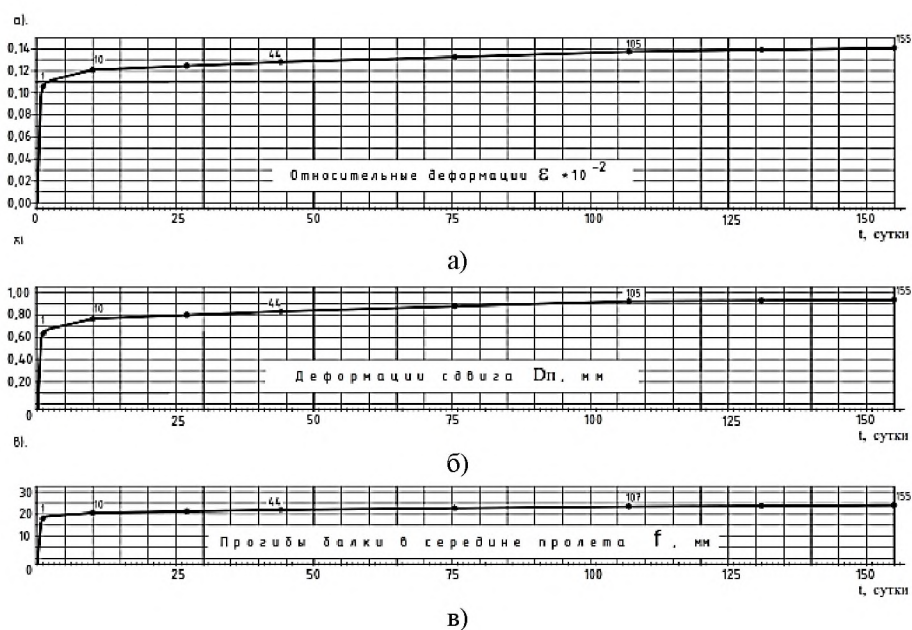 а).
0,14
0,12
0,10
0,08
0,06
0,04
0,02
0,00
1
10
44
105
155
Относительные деформации ε *10 -2
0 25 50 75 100 125 150
t, сутки
а)
1,00
0,80
0,60
0,40
0,20
0
1
10
44
105
155
Деформации сдвига Dп, мм
25 50 75 100 125 150
t, сутки
в).
б)
30
20
10
0
1
10
44
107
155
Прогибы балки в середине пролета f, мм
25 50 75 100 125 150
t, сутки
в)